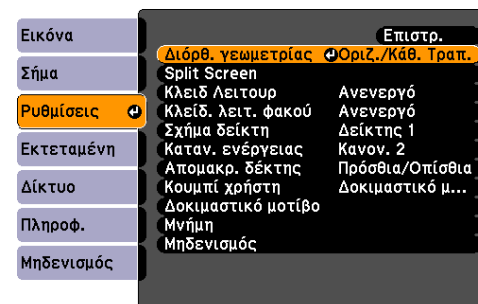 Εικόνα
Σήμα
Ρυθμίσεις
Εκτεταμένη
Δίκτυο
Πληροφ.
Μηδενισμός
Επιστρ.
Διόρθ. γεωμετρίας Οριζ./Κάθ. Τραπ.
Split Screen
Κλειδ Λειτουρ Ανενεργό
Κλείδ. λειτ. φακού Ανενεργό
Σχήμα δείκτη Δείκτης 1
Καταν. ενέργειας Κανον. 2
Απομακρ. δέκτης Πρόσθια/Οπίσθια
Κουμπί χρήστη Δοκιμαστικό μ...
Δοκιμαστικό μοτίβο
Μνήμη
Μηδενισμός